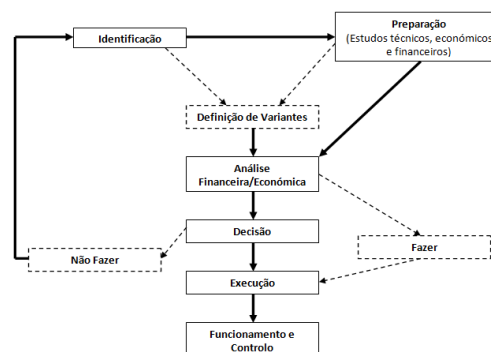 Identificação
Preparação
(Estudos técnicos, económicos
e financeiros)
Definição de Variantes
Análise
Financeira/Económica
Decisão
Não Fazer
Fazer
Execução
Funcionamento e
Controlo